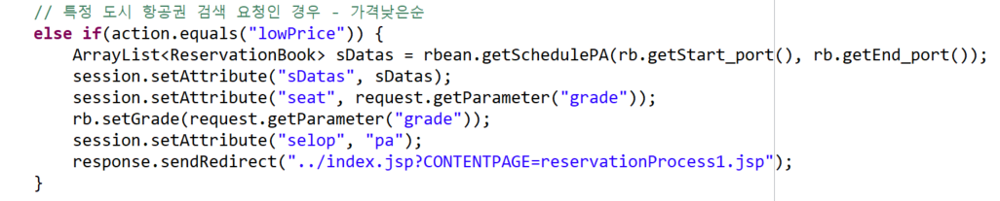 // 특정 도시 항공권 검색 요청인 경우 - 가격낮은순
else if(action.equals("lowPrice")) {
    ArrayList<ReservationBook> sDatas = rbean.getSchedulePA(rb.getStart_port(), rb.getEnd_port());
    session.setAttribute("sDatas", sDatas);
    session.setAttribute("seat", request.getParameter("grade"));
    rb.setGrade(request.getParameter("grade"));
    session.setAttribute("selop", "pa");
    response.sendRedirect("../index.jsp?CONTENTPAGE=reservationProcess1.jsp");
}